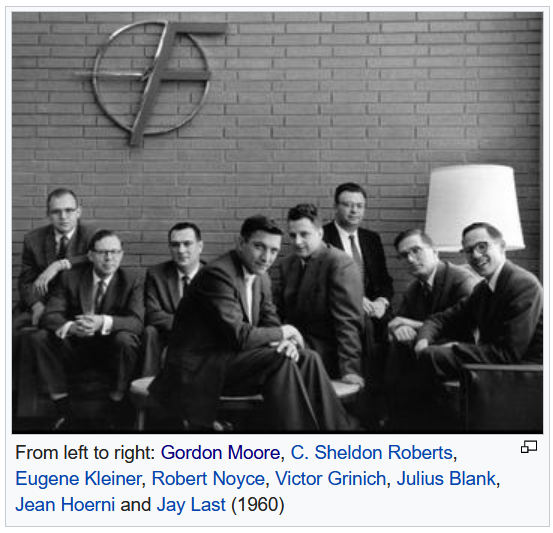 From left to right: Gordon Moore, C. Sheldon Roberts,
Eugene Kleiner, Robert Noyce, Victor Grinich, Julius Blank,
Jean Hoerni and Jay Last (1960)